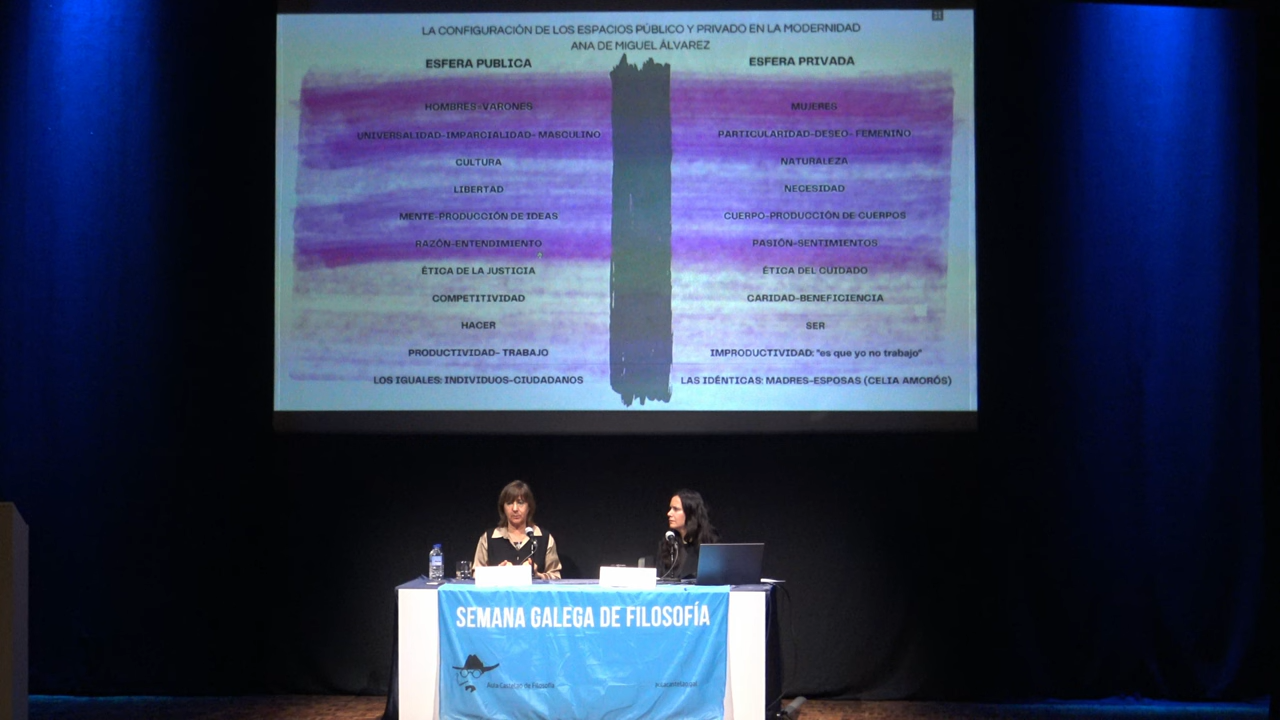 LA CONFIGURACIÓN DE LOS ESPACIOS PÚBLICO Y PRIVADO EN LA MODERNIDAD
ANA DE MIGUEL ÁLVAREZ
ESFERA PUBLICA ESFERA PRIVADA
HOMBRES-VARONES MUJERES
UNIVERSALIDAD-IMPARCIALIDAD- MASCULINO PARTICULARIDAD-DESEO- FEMENINO
CULTURA NATURALEZA
LIBERTAD NECESIDAD
MENTE-PRODUCCIÓN DE IDEAS CUERPO-PRODUCCIÓN DE CUERPOS
RAZÓN-ENTENDIMIENTO PASIÓN-SENTIMIENTOS
ÉTICA DE LA JUSTICIA ÉTICA DEL CUIDADO
COMPETITIVIDAD CARIDAD-BENEFICIENCIA
HACER SER
PRODUCTIVIDAD- TRABAJO IMPRODUCTIVIDAD: "es que yo no trabajo"
LOS IGUALES: INDIVIDUOS-CIUDADANOS LAS IDÉNTICAS: MADRES-ESPOSAS (CELIA AMORÓS)
SEMANA GALEGA DE FILOSOFÍA
Aula Castelao de Filosofía